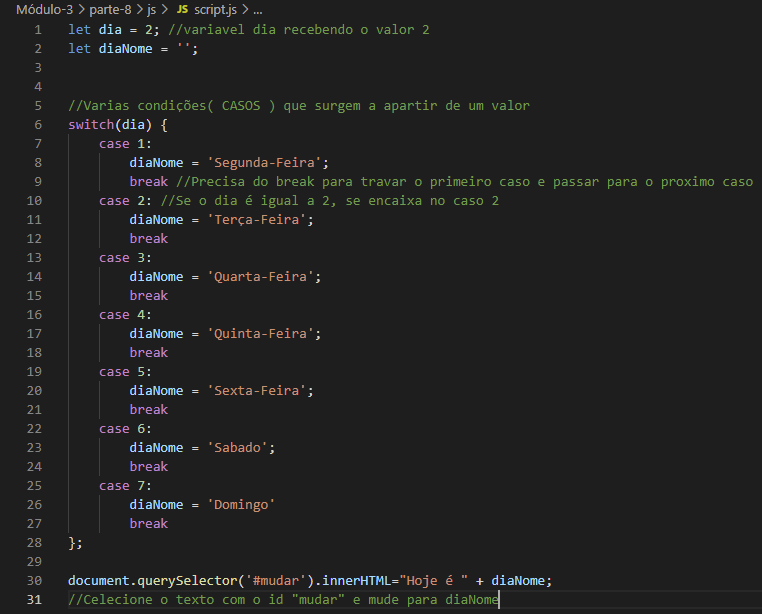 Módulo-3 > parte-8 > js > JS script.js > ...
1 let dia = 2; //variavel dia recebendo o valor 2
2 let diaNome = '';
3
4
5 //Varias condições( CASOS ) que surgem a apartir de um valor
6 switch(dia) {
7 case 1:
8 diaNome = 'Segunda-Feira';
9 break //Precisa do break para travar o primeiro caso e passar para o proximo caso
10 case 2: //Se o dia é igual a 2, se encaixa no caso 2
11 diaNome = 'Terça-Feira';
12 break
13 case 3:
14 diaNome = 'Quarta-Feira';
15 break
16 case 4:
17 diaNome = 'Quinta-Feira';
18 break
19 case 5:
20 diaNome = 'Sexta-Feira';
21 break
22 case 6:
23 diaNome = 'Sabado';
24 break
25 case 7:
26 diaNome = 'Domingo'
27 break
28 };
29
30 document.querySelector('#mudar').innerHTML="Hoje é " + diaNome;
31 //Celecione o texto com o id "mudar" e mude para diaNome